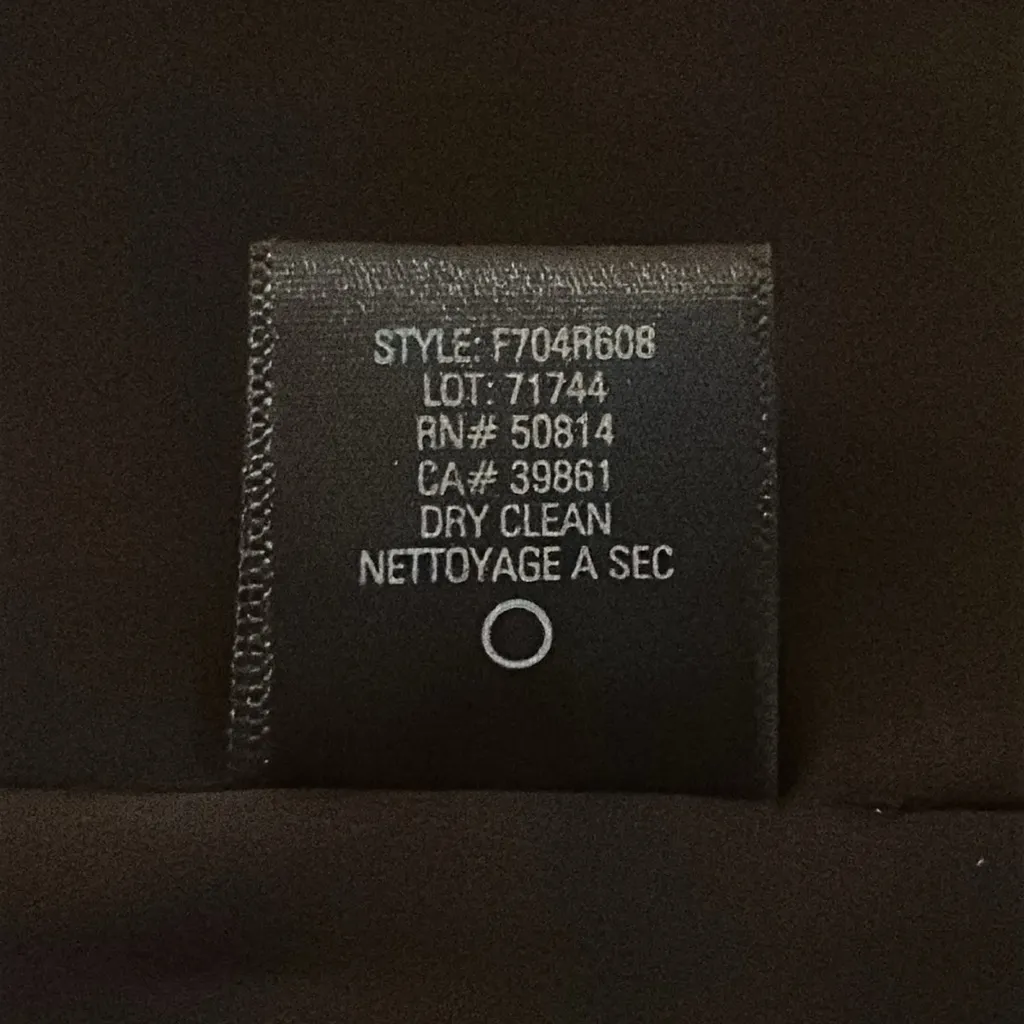 STYLE: F704R608
LOT: 71744
RN# 50814
CA# 39861
DRY CLEAN
NETTOYAGE A SEC